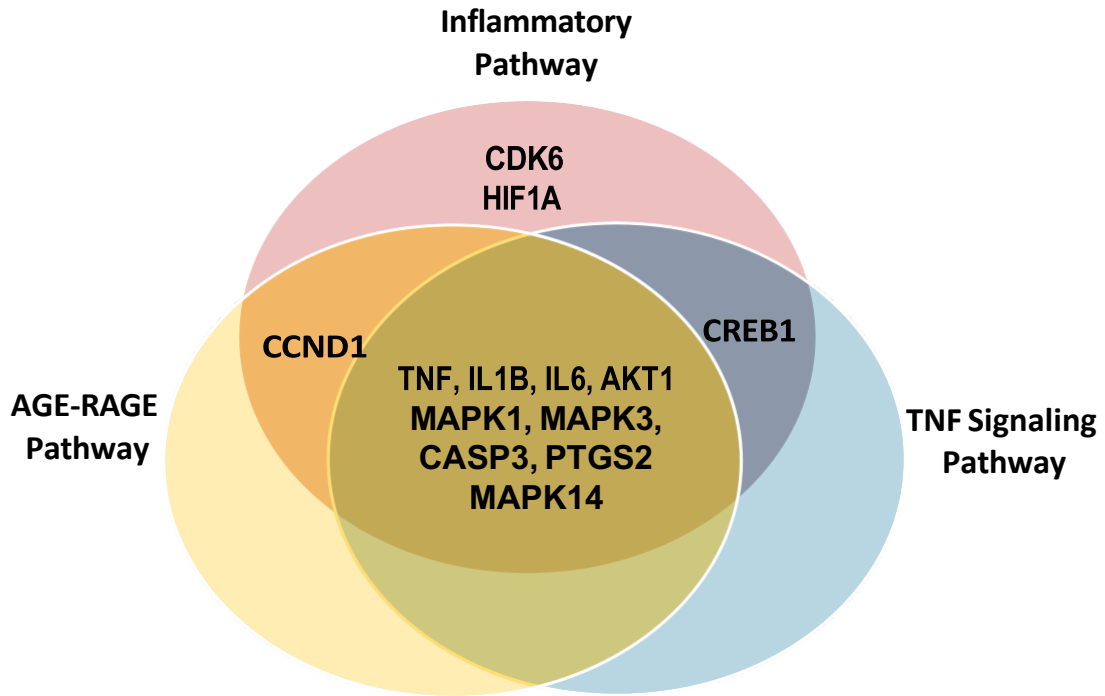 Inflammatory
Pathway
CDK6
HIF1A
CCND1
CREB1
TNF, IL1B, IL6, AKT1
MAPK1, MAPK3,
CASP3, PTGS2
MAPK14
AGE-RAGE
Pathway
TNF Signaling
Pathway